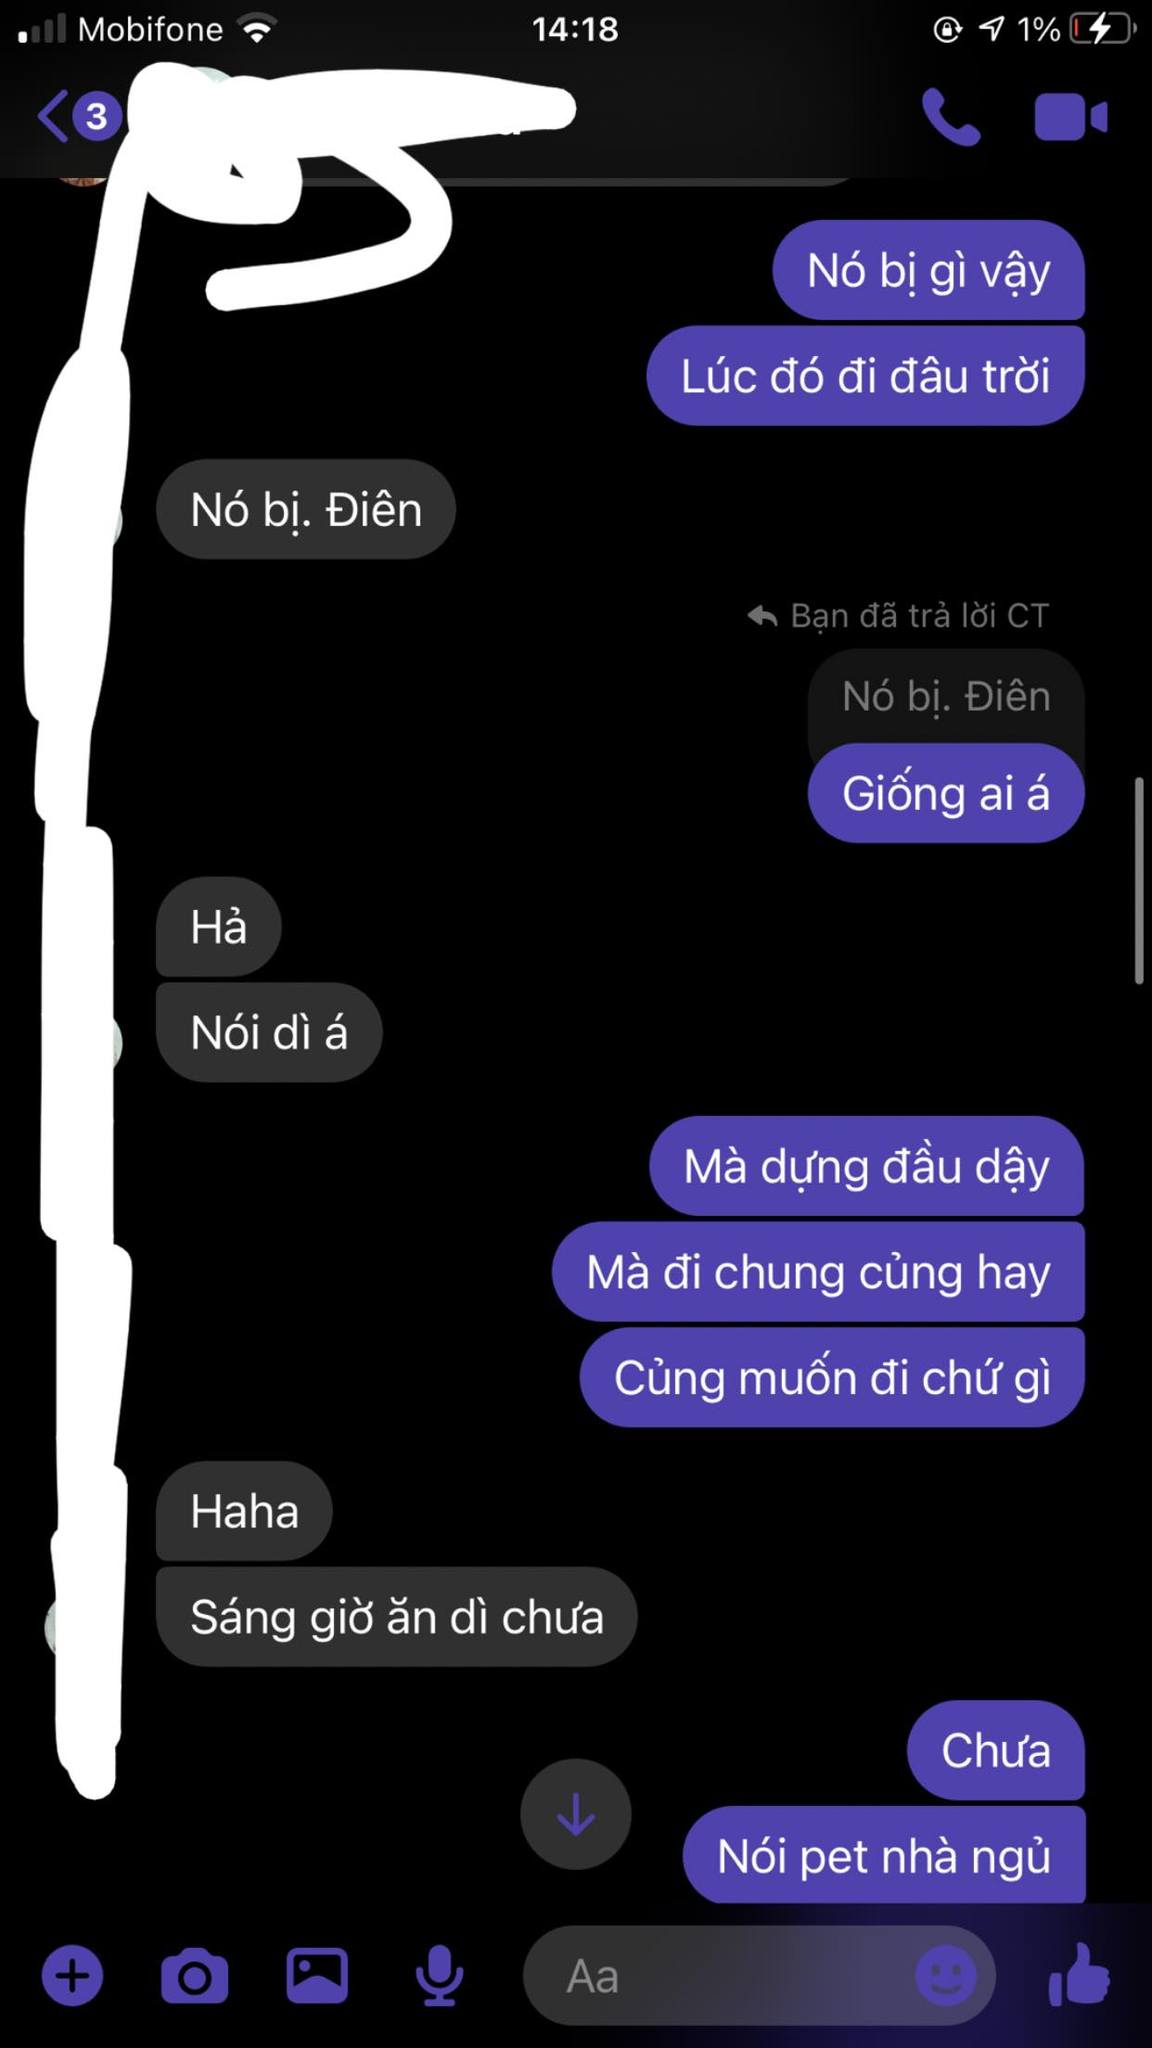 Mobifone 14:18 1%
3
Nó bị gì vậy
Lúc đó đi đâu trời
Nó bị. Điên
Bạn đã trả lời CT
Nó bị. Điên
Giống ai á
Hả
Nói dì á
Mà dựng đầu dậy
Mà đi chung củng hay
Củng muốn đi chứ gì
Haha
Sáng giờ ăn dì chưa
Chưa
Nói pet nhà ngủ
Aa